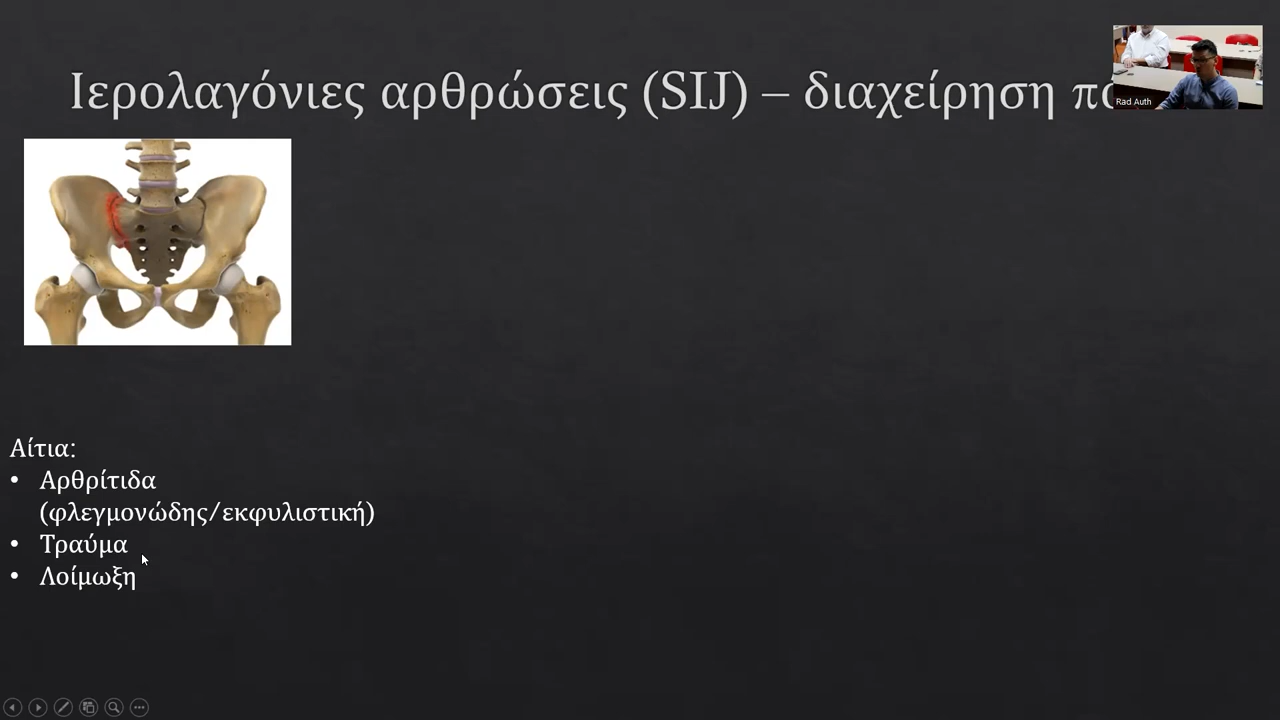 Ιερολαγόνιες αρθρώσεις (SIJ) – διαχείρηση
Rad Auth
Αίτια:
• Αρθρίτιδα
(φλεγμονώδης/εκφυλιστική)
• Τραύμα
• Λοίμωξη